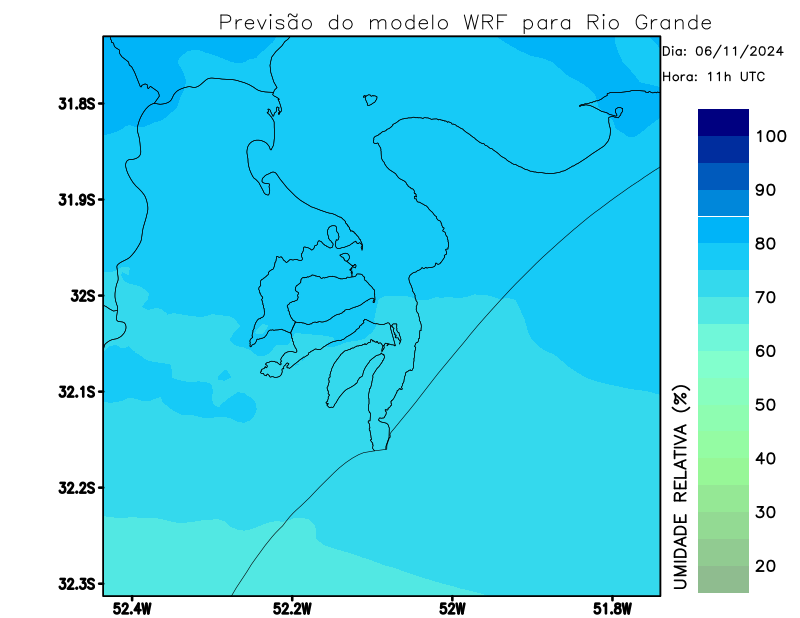 Previsão do modelo WRF para Rio Grande
Dia: 06/11/2024
Hora: 11h UTC
31.8S
31.9S
32S
32.1S
32.2S
32.3S
52.4W
52.2W
52W
51.8W
UMIDADE RELATIVA (%)
100
90
80
70
60
50
40
30
20